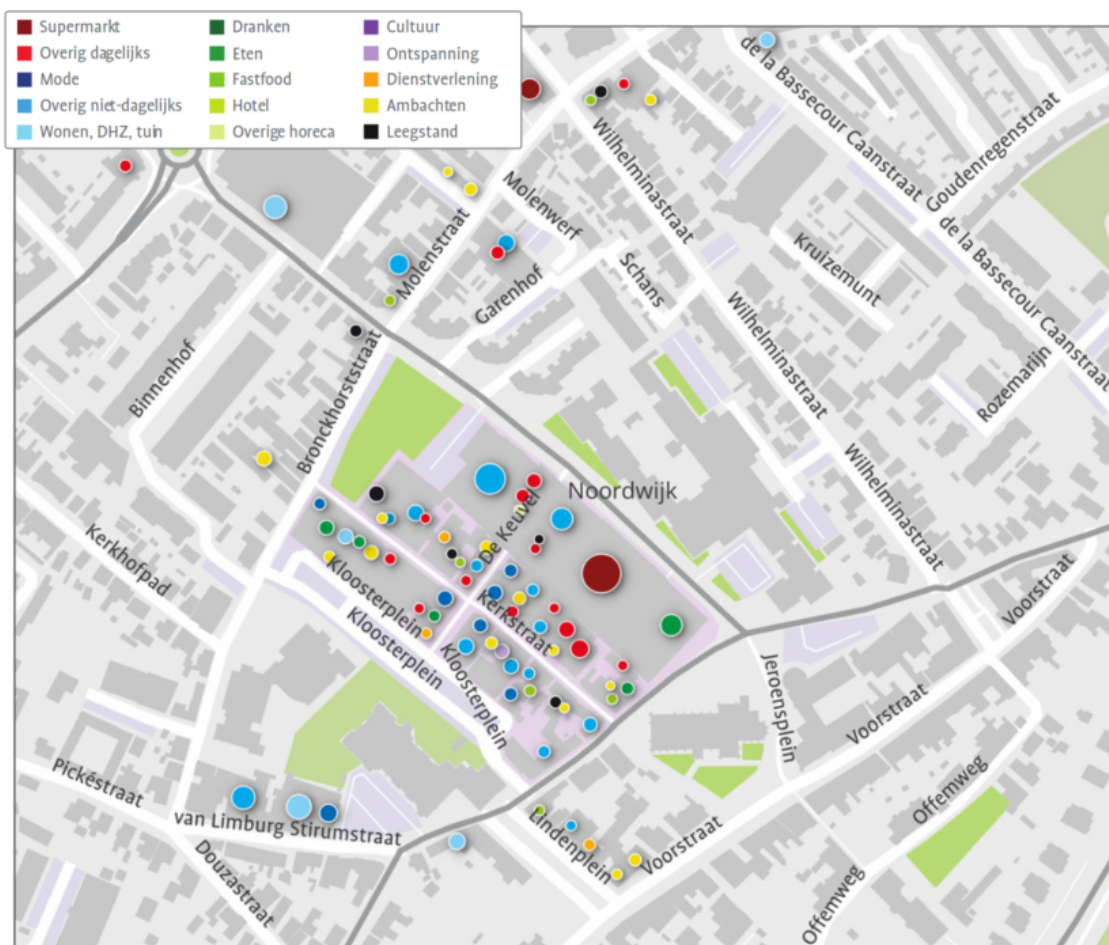 Supermarkt
Overig dagelijks
Mode
Overig niet-dagelijks
Wonen, DHZ, tuin
Dranken
Eten
Fastfood
Hotel
Overige horeca
Cultuur
Ontspanning
Dienstverlening
Ambachten
Leegstand
de la Bassecour Caanstraat
Goudenregenstraat
de la Bassecour Caanstraat
Wilhelminastraat
Molenwerf
Molenstraat
Garenhof
Schans
Kruizemunt
Wilhelminastraat
Rozemarijn
Binnenhof
Bronckhorststraat
Wilhelminastraat
Noordwijk
De Keuvel
Kerkhofpad
Kloosterplein
Kerkstraat
Kloosterplein
Kloosterplein
Voorstraat
Jeroensplein
Voorstraat
Pickéstraat
Offemweg
van Limburg Stirumstraat
Lindenplein
Voorstraat
Douzastraat
Offemweg